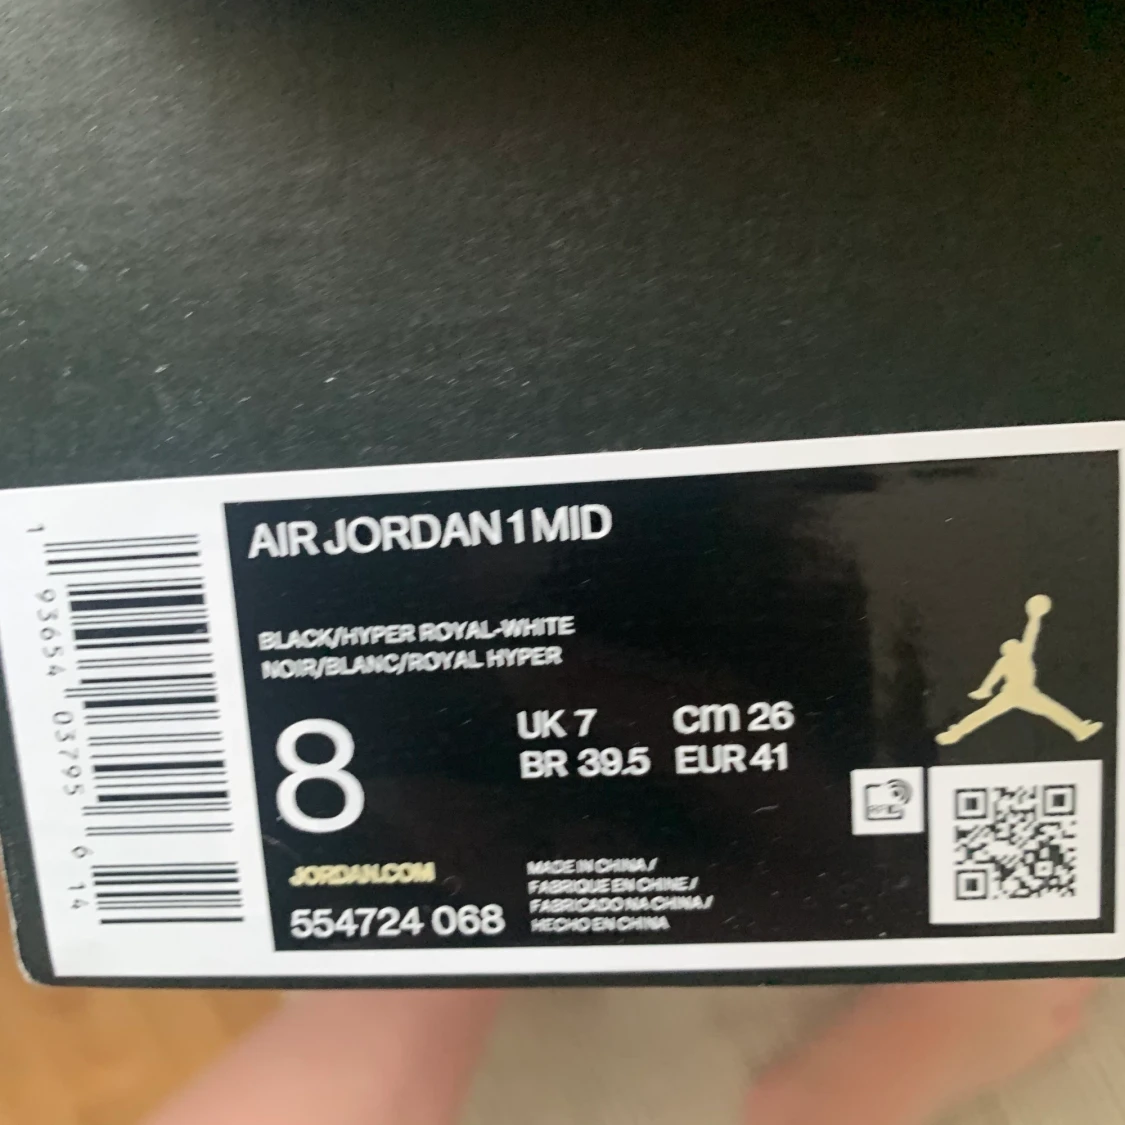 AIR JORDAN 1 MID
BLACK/HYPER ROYAL-WHITE
NOIR/BLANC/ROYAL HYPER
8
UK 7 cm 26
BR 39.5 EUR 41
JORDAN.COM
554724 068
MADE IN CHINA /
FABRIQUE EN CHINE /
FABRICADO NA CHINA /
HECHO EN CHINA
1 93654 03795 6 14